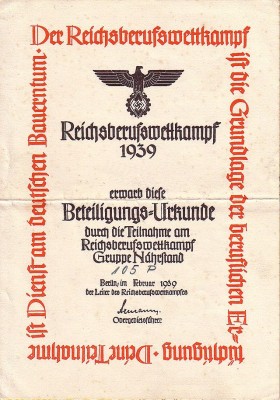 Der Reichsberufswettkampf
ist die Grundlage der beruflichen Er-
tüchtigung · Deine Teilnahme
ist Dienst am deutschen Bauerntum ·
Reichsberufswettkampf
1939
erwarb diese
Beteiligungs-Urkunde
durch die Teilnahme am
Reichsberufswettkampf
Gruppe Nährstand
105 P
Berlin, im Februar 1939
der Leiter des Reichsberufswettkampfes
Obergebietsführer